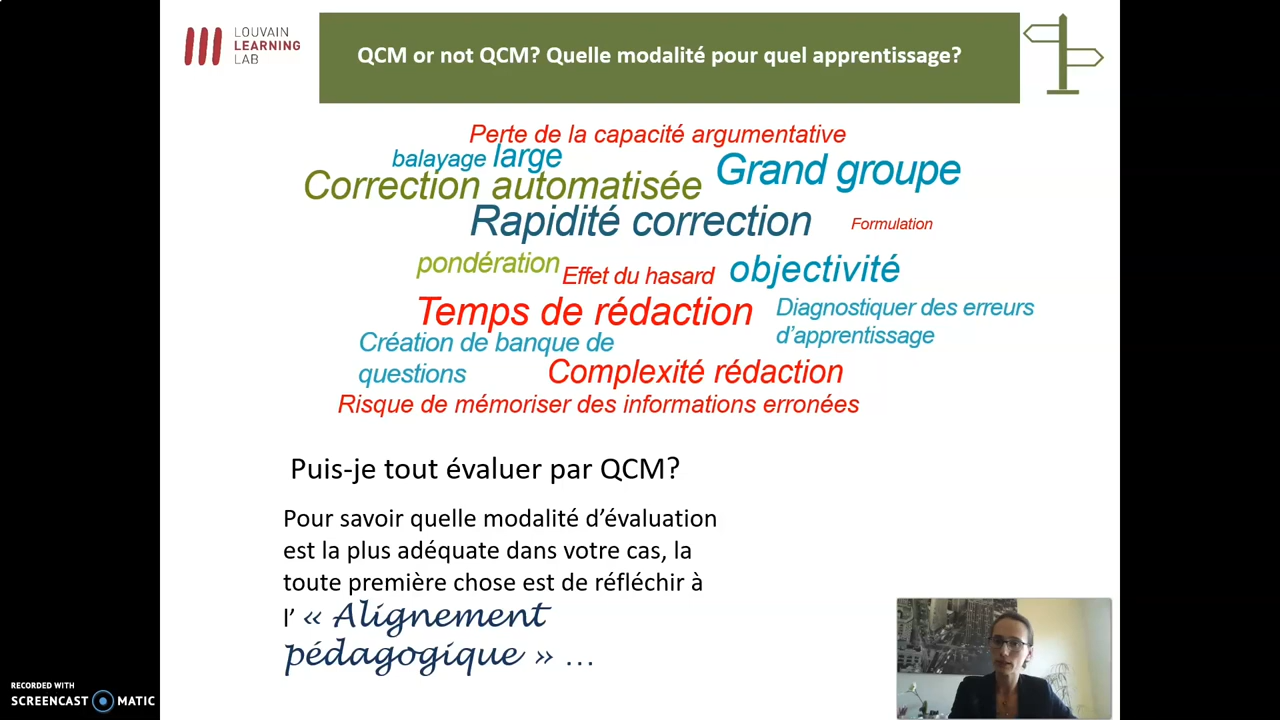 LOUVAIN
LEARNING
LAB
QCM or not QCM? Quelle modalité pour quel apprentissage?
Perte de la capacité argumentative
balayage large
Correction automatisée
Grand groupe
Rapidité correction
Formulation
pondération
Effet du hasard
objectivité
Temps de rédaction
Diagnostiquer des erreurs
d’apprentissage
Création de banque de
questions
Complexité rédaction
Risque de mémoriser des informations erronées
Puis-je tout évaluer par QCM?
Pour savoir quelle modalité d’évaluation
est la plus adéquate dans votre cas, la
toute première chose est de réfléchir à
l’ « Alignement
pédagogique » …
RECORDED WITH
SCREENCAST MATIC